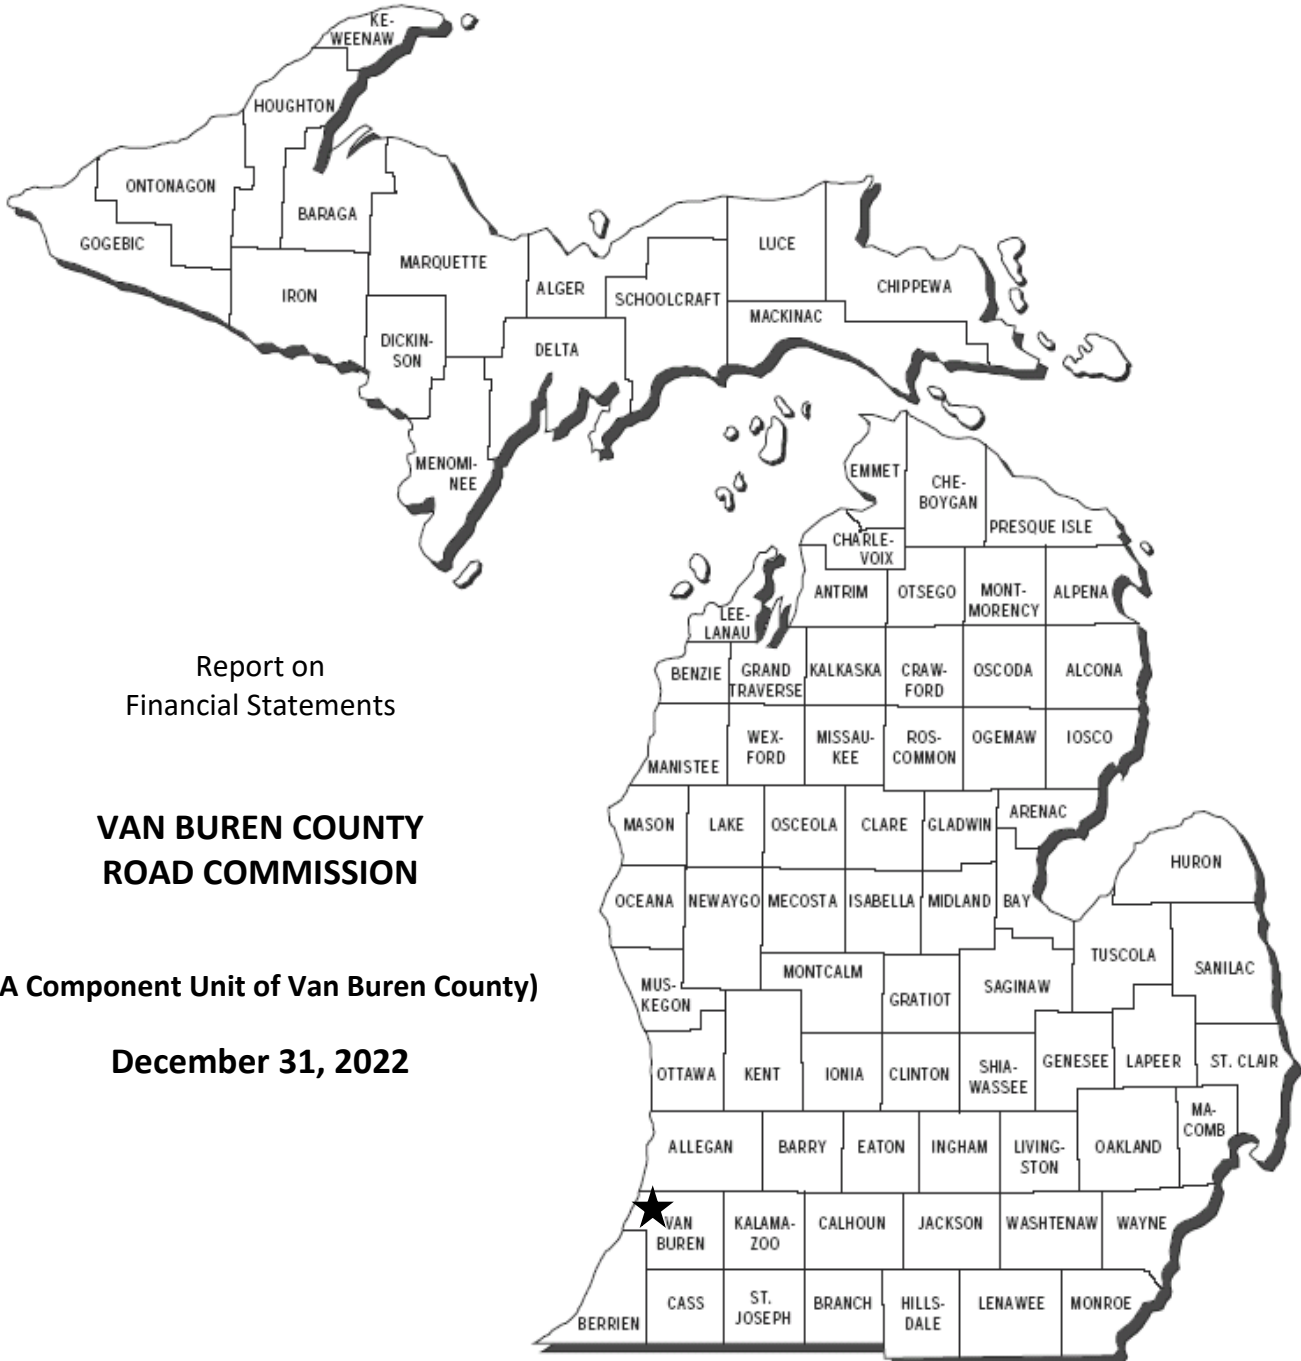 KE-
WEENAW
HOUGHTON
ONTONAGON
BARAGA
GOGEBIC
MARQUETTE
LUCE
IRON
ALGER
SCHOOLCRAFT
CHIPPEWA
MACKINAC
DICKIN-
SON
DELTA
MENOMI-
NEE
EMMET
CHE-
BOYGAN
PRESQUE ISLE
CHARLE-
VOIX
ANTRIM
OTSEGO
MONT-
MORENCY
ALPENA
LEE-
LANAU
BENZIE
GRAND
TRAVERSE
KALKASKA
CRAW-
FORD
OSCODA
ALCONA
Report on
Financial Statements
MANISTEE
WEX-
FORD
MISSAU-
KEE
ROS-
COMMON
OGEMAW
IOSCO
VAN BUREN COUNTY
ROAD COMMISSION
MASON
LAKE
OSCEOLA
CLARE
GLADWIN
ARENAC
HURON
OCEANA
NEWAYGO
MECOSTA
ISABELLA
MIDLAND
BAY
TUSCOLA
SANILAC
A Component Unit of Van Buren County)
MUS-
KEGON
MONTCALM
GRATIOT
SAGINAW
December 31, 2022
OTTAWA
KENT
IONIA
CLINTON
SHIA-
WASSEE
GENESEE
LAPEER
ST. CLAIR
MA-
COMB
ALLEGAN
BARRY
EATON
INGHAM
LIVING-
STON
OAKLAND
VAN
BUREN
KALAMA-
ZOO
CALHOUN
JACKSON
WASHTENAW
WAYNE
BERRIEN
CASS
ST.
JOSEPH
BRANCH
HILLS-
DALE
LENAWEE
MONROE